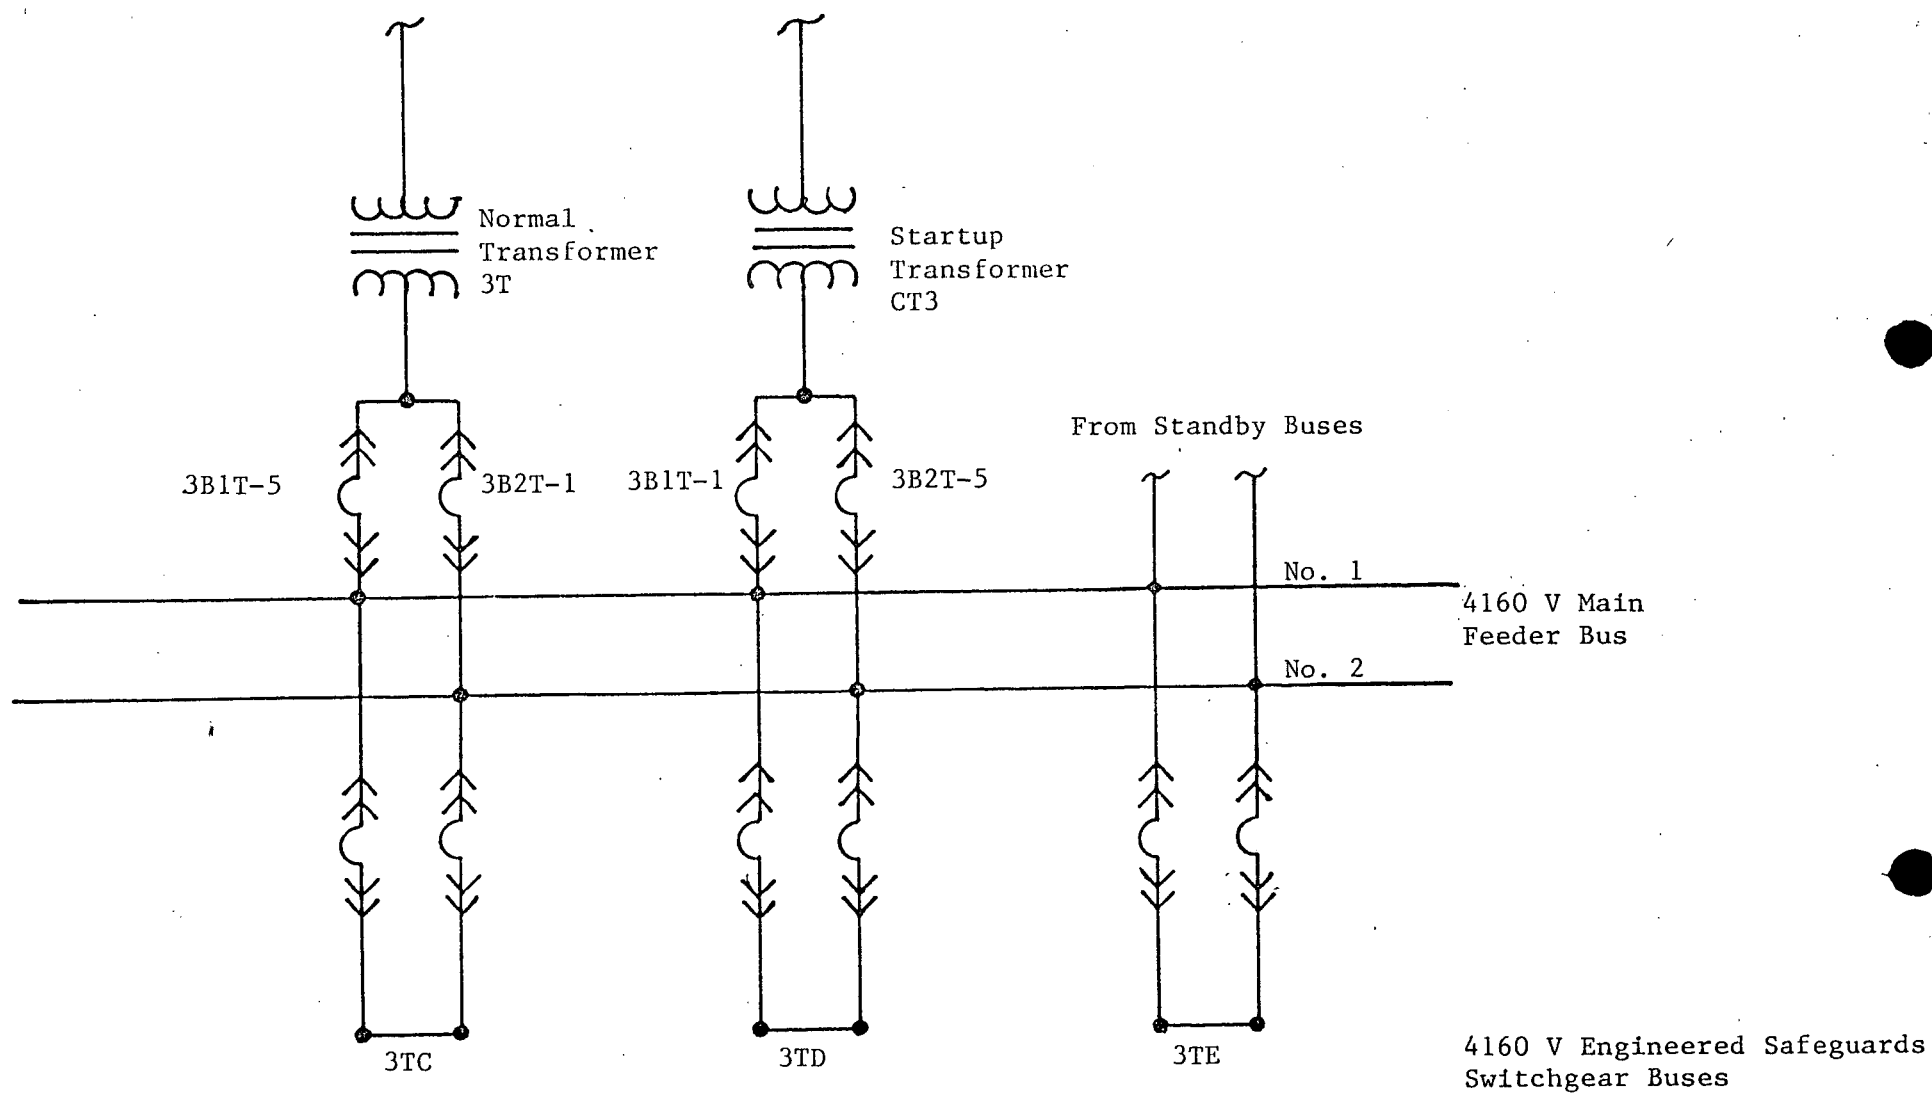 Normal
Transformer
3T
Startup
Transformer
CT3
From Standby Buses
3B1T-5
3B2T-1
3B1T-1
3B2T-5
No. 1
4160 V Main
Feeder Bus
No. 2
3TC
3TD
3TE
4160 V Engineered Safeguards
Switchgear Buses